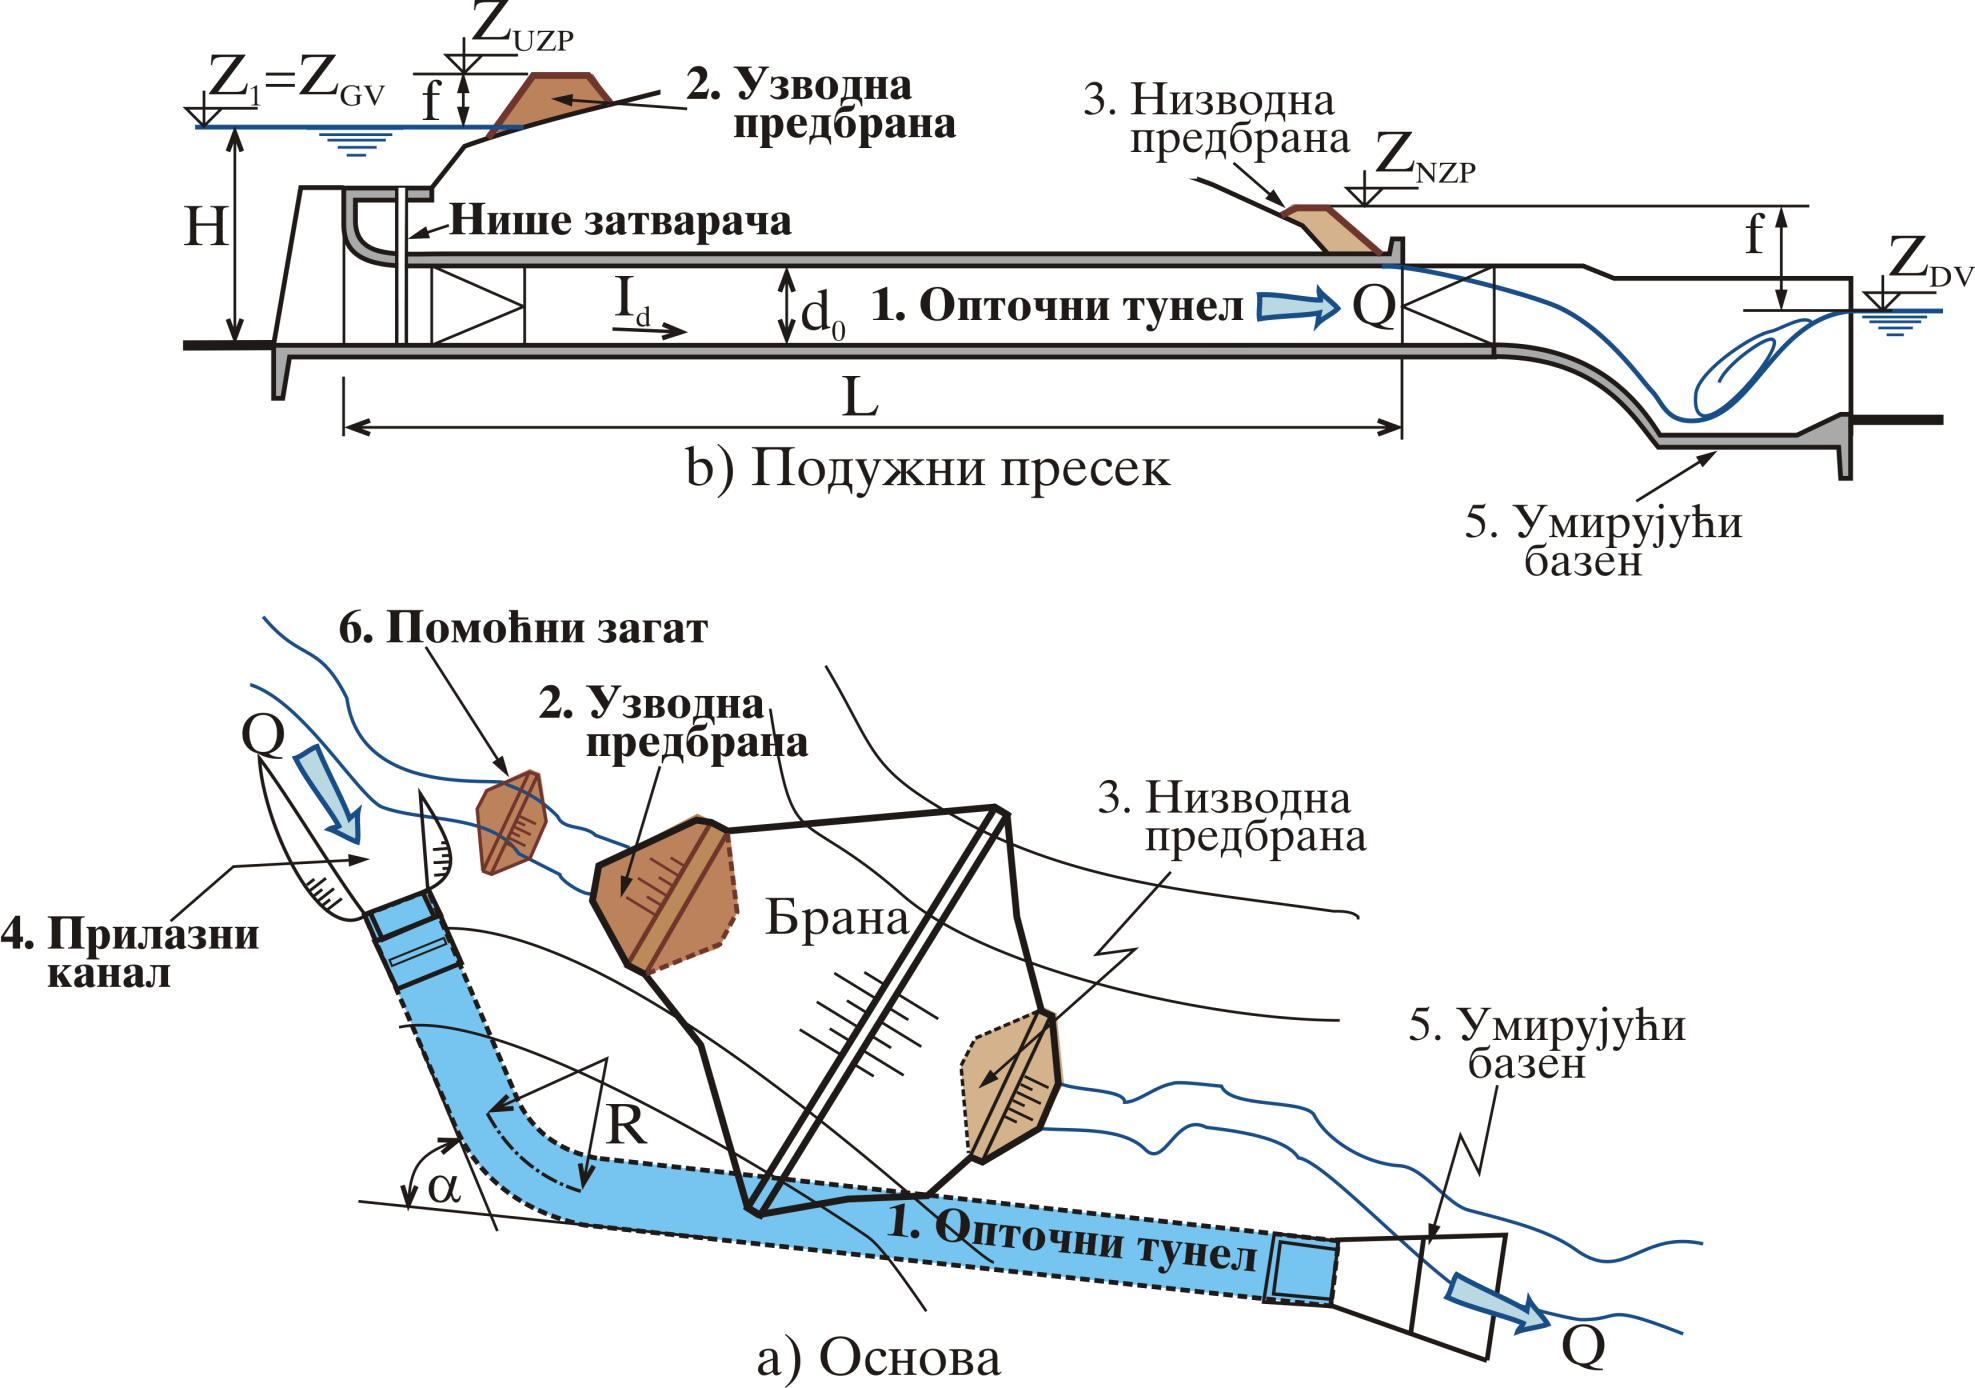 Z_UZP
Z_1=Z_GV
f
2. Узводна
предбрана
3. Низводна
предбрана
Z_NZP
H
Нише затварача
f
Z_DV
I_d
d_0
1. Опточни тунел
Q
L
b) Подужни пресек
5. Умирујући
базен
6. Помоћни загат
2. Узводна
предбрана
Q
3. Низводна
предбрана
Брана
4. Прилазни
канал
5. Умирујући
базен
R
α
1. Опточни тунел
Q
a) Основа